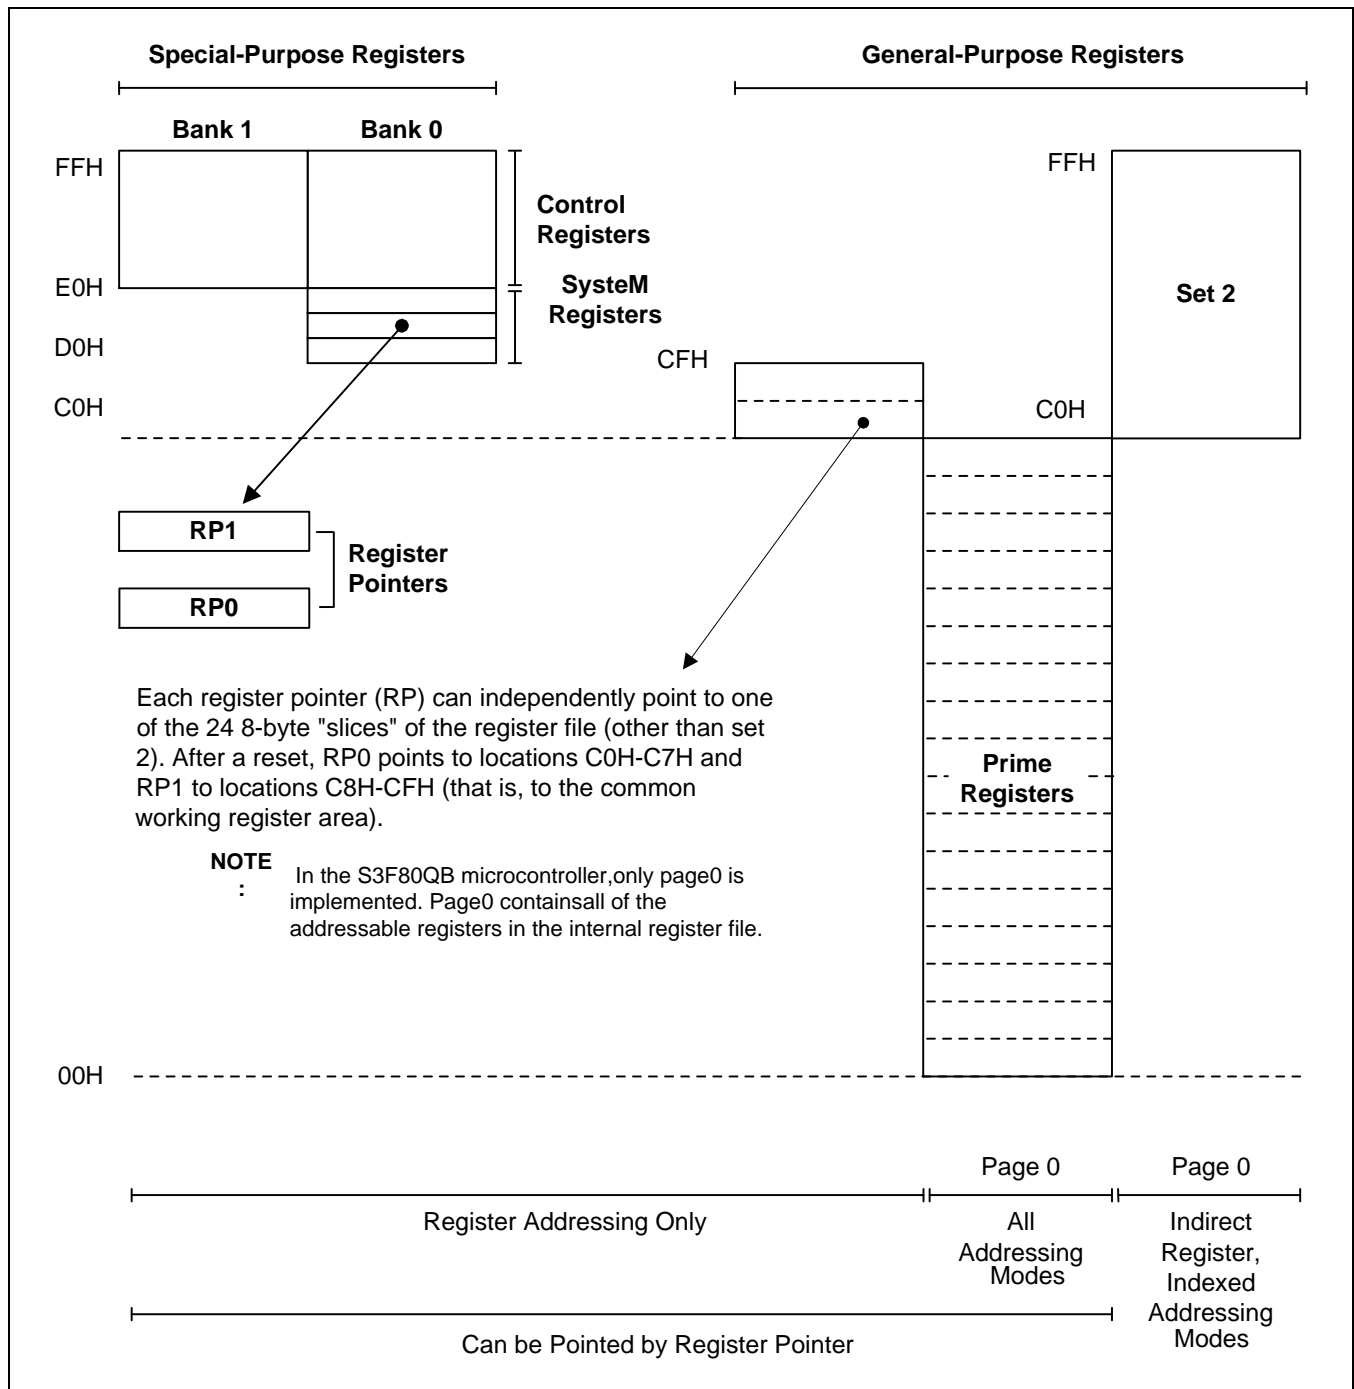 Special-Purpose Registers
General-Purpose Registers
Bank 1
Bank 0
FFH
FFH
Control
Registers
E0H
SysteM
Registers
Set 2
D0H
CFH
C0H
C0H
RP1
Register
Pointers
RP0
Each register pointer (RP) can independently point to one
of the 24 8-byte "slices" of the register file (other than set
2). After a reset, RP0 points to locations C0H-C7H and
RP1 to locations C8H-CFH (that is, to the common
working register area).
Prime
Registers
NOTE
:
In the S3F80QB microcontroller,only page0 is
implemented. Page0 containsall of the
addressable registers in the internal register file.
00H
Page 0
Page 0
Register Addressing Only
All
Addressing
Modes
Indirect
Register,
Indexed
Addressing
Modes
Can be Pointed by Register Pointer